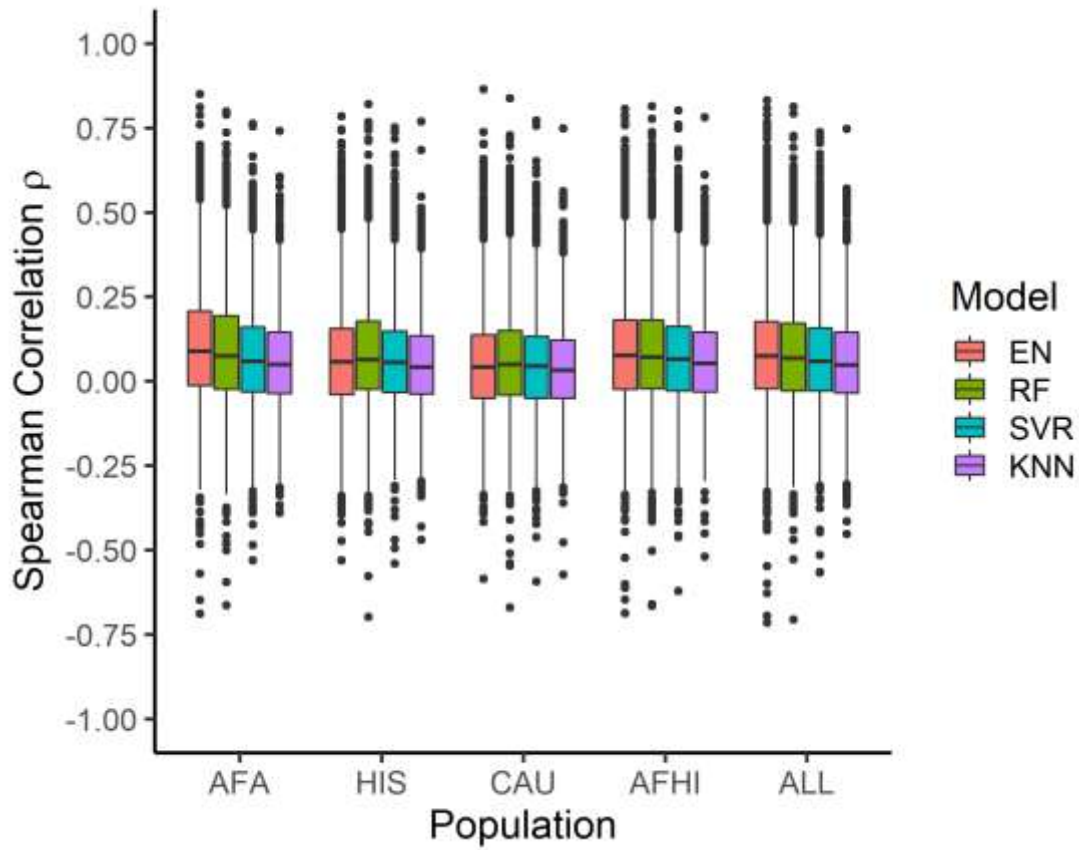 1.00
0.75
0.50
0.25
0.00
-0.25
-0.50
-0.75
-1.00
Spearman Correlation ρ
AFA HIS CAU AFHI ALL
Population
Model
EN
RF
SVR
KNN